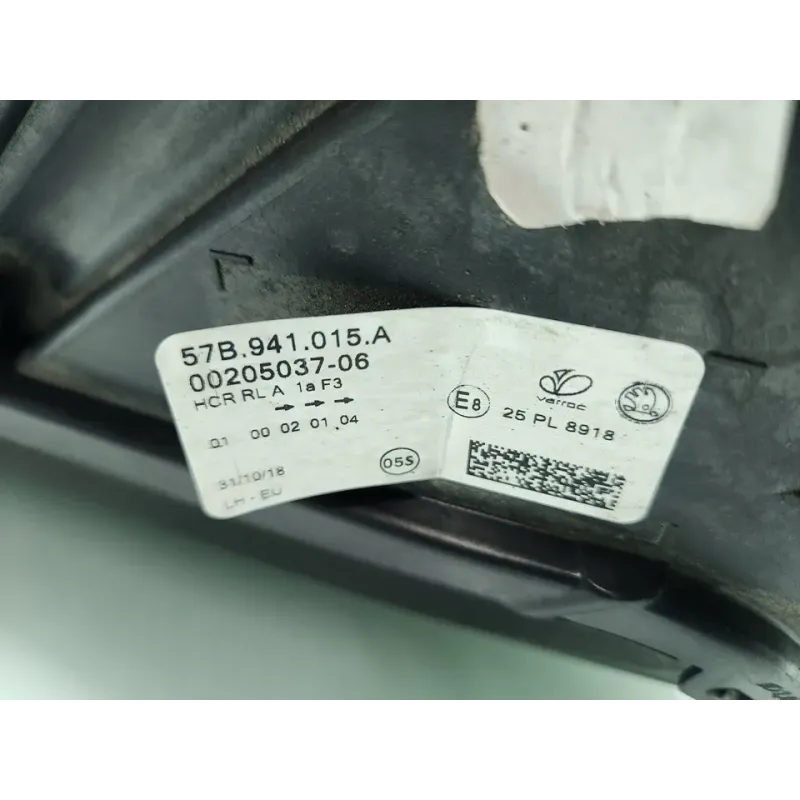 57B.941.015.A
00205037-06
HCR RL A 1a F3
01 00 02 01 04
31/10/18
05S
LH - EU
varroc
E8 25 PL 8918